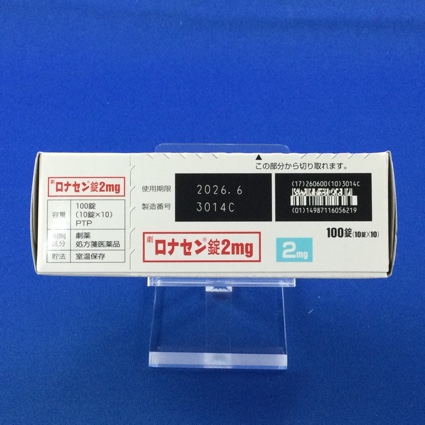 劇 ロナセン®錠2mg
容量 100錠
(10錠×10)
PTP
規制
区分 劇薬
処方箋医薬品
貯法 室温保存
▲
この部分から切り取れます。
使用期限 2026.6
製造番号 3014C
(17)260600(10)3014C
(01)14987116056219
劇 ロナセン®錠2mg
2mg
100錠(10錠×10)